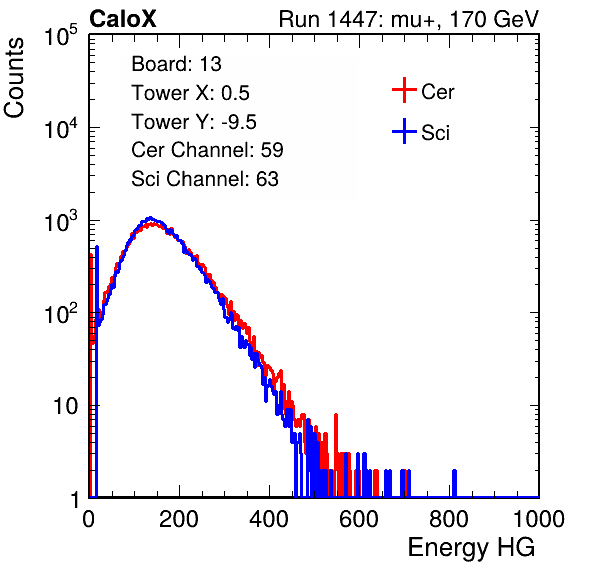 CaloX Run 1447: mu+, 170 GeV
Counts
Board: 13
Tower X: 0.5
Tower Y: -9.5
Cer Channel: 59
Sci Channel: 63
Cer
Sci
10^5
10^4
10^3
10^2
10
1
0 200 400 600 800 1000
Energy HG